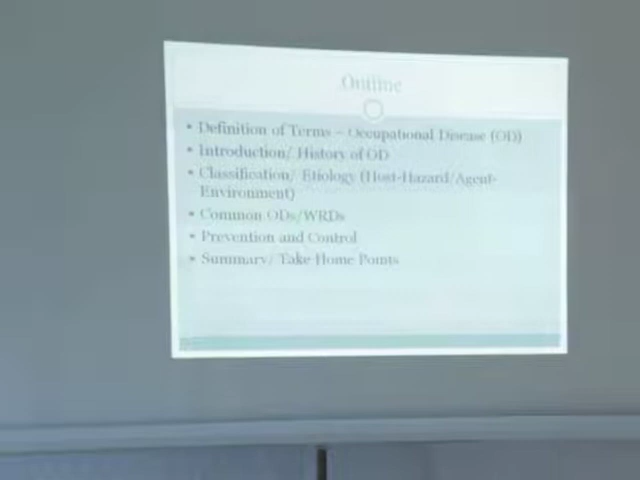 Outline
• Definition of Terms – Occupational Disease (OD)
• Introduction/ History of OD
• Classification/ Etiology (Host-Hazard/Agent-
Environment)
• Common ODs/WRDs
• Prevention and Control
• Summary/ Take Home Points